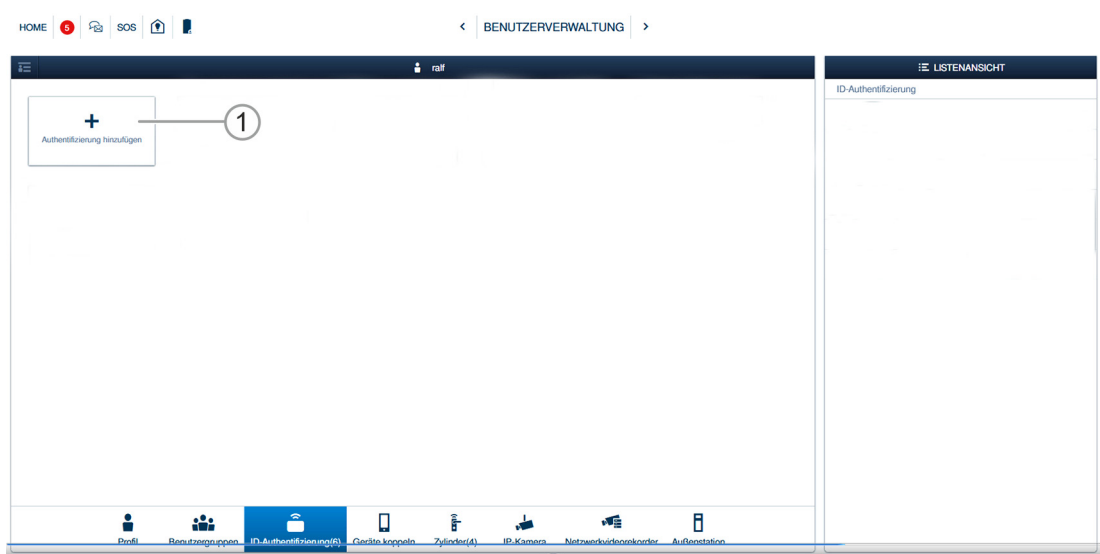 HOME 5 SOS < BENUTZERVERWALTUNG >
ralf
LISTENANSICHT
ID-Authentifizierung
+
Authentifizierung hinzufügen
1
Profil Benutzergruppen ID-Authentifizierung(6) Geräte koppeln Zylinder(4) IP-Kamera Netzwerkvideorekorder Außenstation